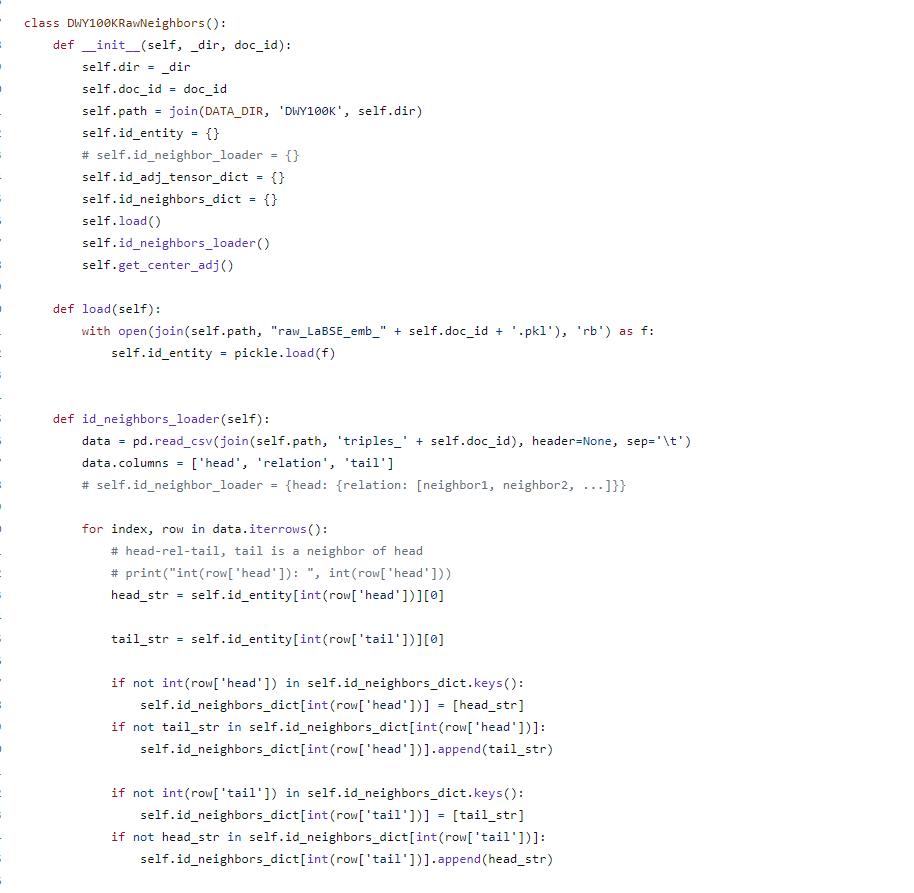 class DWY100KRawNeighbors():
    def __init__(self, _dir, doc_id):
        self.dir = _dir
        self.doc_id = doc_id
        self.path = join(DATA_DIR, 'DWY100K', self.dir)
        self.id_entity = {}
        # self.id_neighbor_loader = {}
        self.id_adj_tensor_dict = {}
        self.id_neighbors_dict = {}
        self.load()
        self.id_neighbors_loader()
        self.get_center_adj()
    def load(self):
        with open(join(self.path, "raw_LaBSE_emb_" + self.doc_id + '.pkl'), 'rb') as f:
            self.id_entity = pickle.load(f)
    def id_neighbors_loader(self):
        data = pd.read_csv(join(self.path, 'triples_' + self.doc_id), header=None, sep='\t')
        data.columns = ['head', 'relation', 'tail']
        # self.id_neighbor_loader = {head: {relation: [neighbor1, neighbor2, ...]}}
        for index, row in data.iterrows():
            # head-rel-tail, tail is a neighbor of head
            # print("int(row['head']): ", int(row['head']))
            head_str = self.id_entity[int(row['head'])][0]
            tail_str = self.id_entity[int(row['tail'])][0]
            if not int(row['head']) in self.id_neighbors_dict.keys():
                self.id_neighbors_dict[int(row['head'])] = [head_str]
            if not tail_str in self.id_neighbors_dict[int(row['head'])]:
                self.id_neighbors_dict[int(row['head'])].append(tail_str)
            if not int(row['tail']) in self.id_neighbors_dict.keys():
                self.id_neighbors_dict[int(row['tail'])] = [tail_str]
            if not head_str in self.id_neighbors_dict[int(row['tail'])]:
                self.id_neighbors_dict[int(row['tail'])].append(head_str)